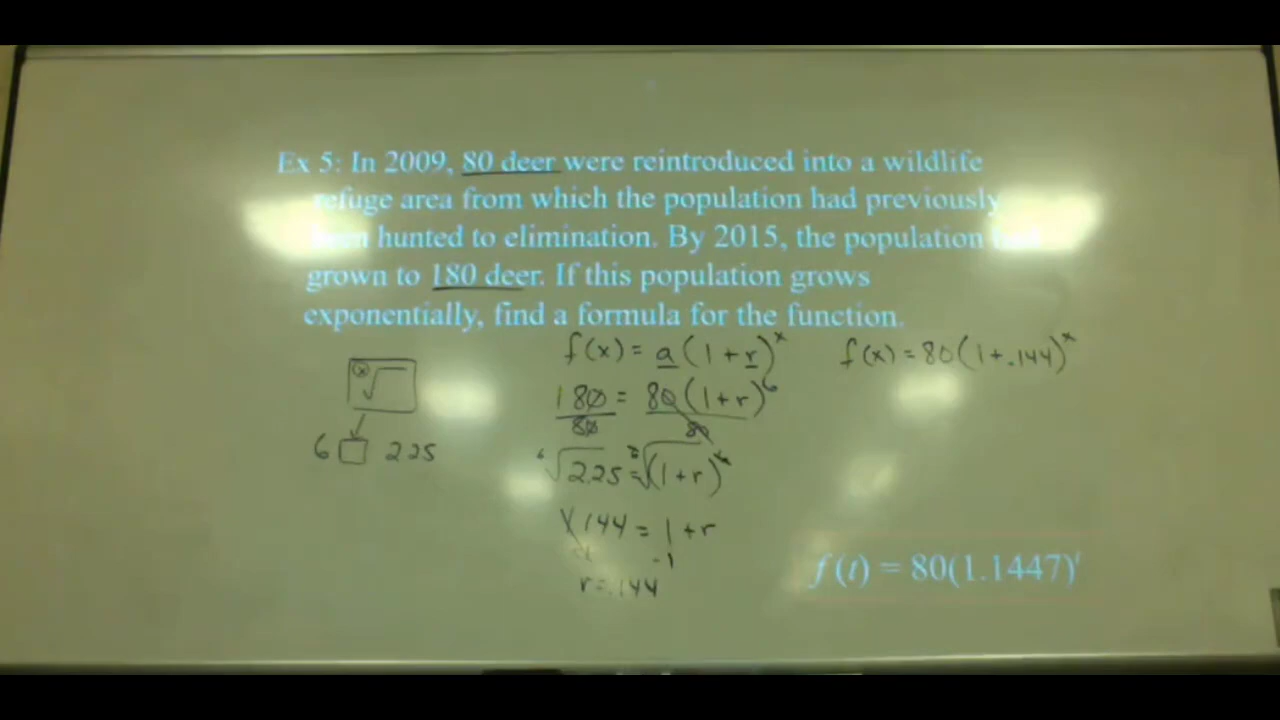 Ex 5: In 2009, 80 deer were reintroduced into a wildlife
refuge area from which the population had previously
hunted to elimination. By 2015, the population
grown to 180 deer. If this population grows
exponentially, find a formula for the function.
f(x) = a(1 + r)^x
f(x) = 80(1 + .144)^x
180 = 80(1 + r)^6
80 80
x√
6 □ 225
6√2.25 = 6√(1 + r)^6
1.144 = 1 + r
-1 -1
r = .144
f(t) = 80(1.1447)^t